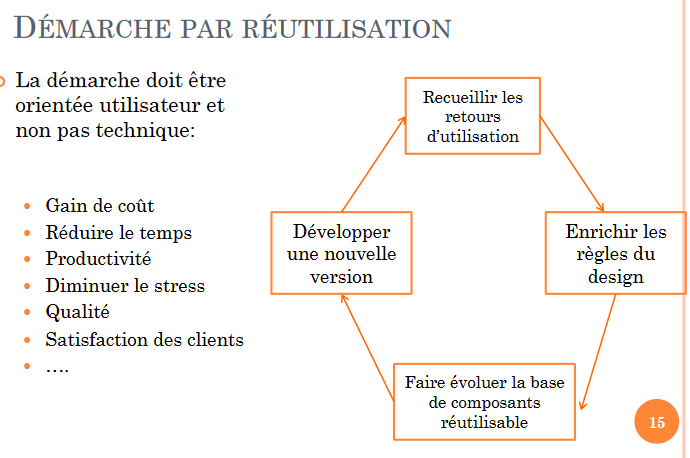 DÉMARCHE PAR RÉUTILISATION
La démarche doit être
orientée utilisateur et
non pas technique:
Gain de coût
Réduire le temps
Productivité
Diminuer le stress
Qualité
Satisfaction des clients
….
Recueillir les
retours
d’utilisation
Enrichir les
règles du
design
Faire évoluer la base
de composants
réutilisable
Développer
une nouvelle
version
15